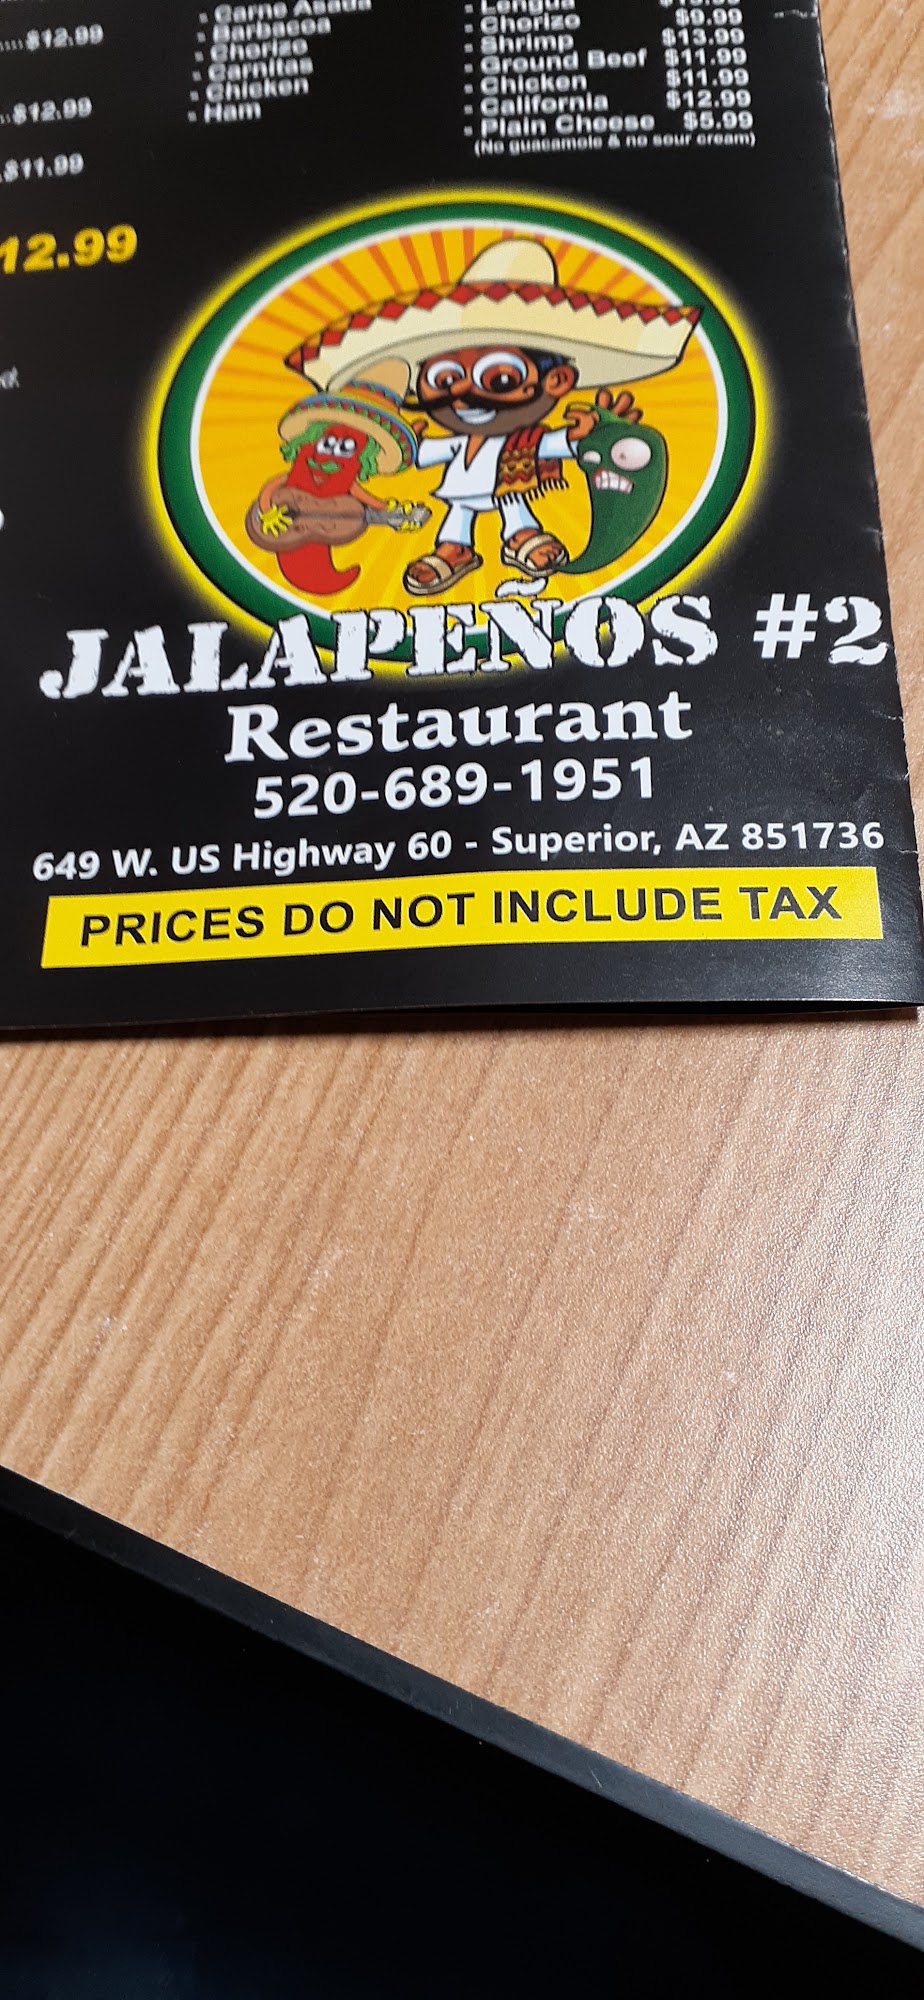 $12.99
$12.99
$11.99
12.99
- Carne Asada
- Barbacoa
- Chorizo
- Carnitas
- Chicken
- Ham
- Lengua
- Chorizo $9.99
- Shrimp $13.99
- Ground Beef $11.99
- Chicken $11.99
- California $12.99
- Plain Cheese $5.99
(No guacamole & no sour cream)
JALAPEÑOS #2
Restaurant
520-689-1951
649 W. US Highway 60 - Superior, AZ 851736
PRICES DO NOT INCLUDE TAX